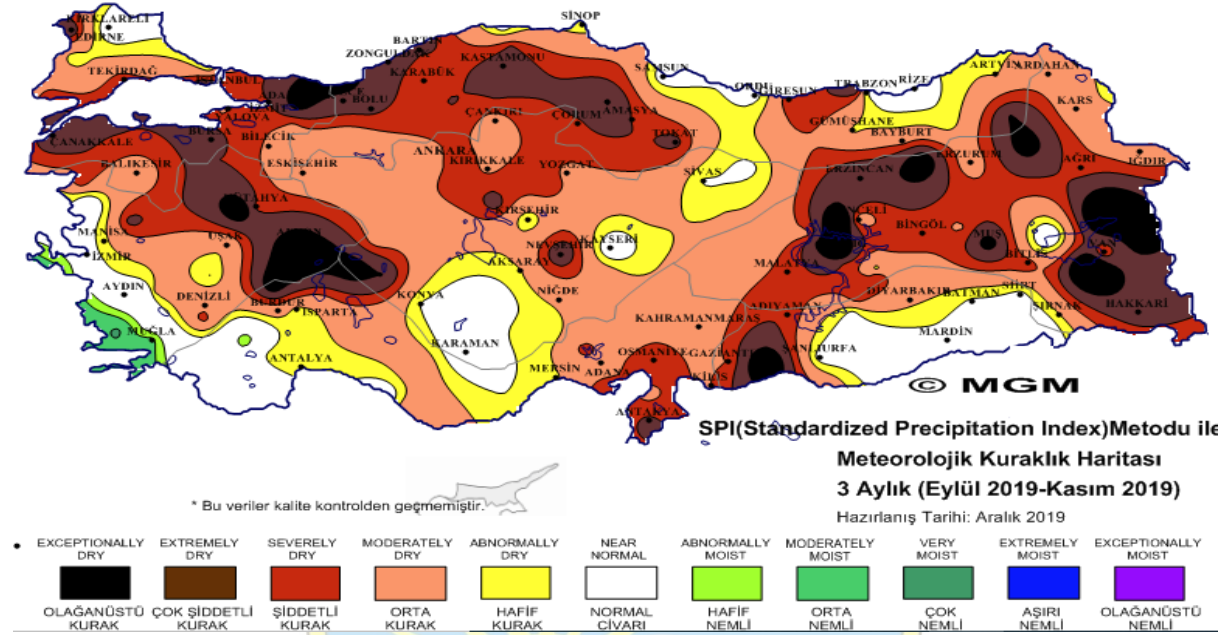 SİNOP
KIRKLARELİ
EDİRNE
BARTIN
ZONGULDAK
KASTAMONU
TEKİRDAĞ
KARABÜK
SAMSUN
ARTVİN
ARDAHAN
RİZE
TRABZON
ORDU
BOLU
AMASYA
KARS
YALOVA
ÇANKIRI
ÇORUM
GÜMÜŞHANE
BAYBURT
ÇANAKKALE
BURSA
BİLECİK
ANKARA
TOKAT
IĞDIR
BALIKESİR
ESKİŞEHİR
KIRIKKALE
YOZGAT
SİVAS
ERZİNCAN
ERZURUM
AĞRI
KÜTAHYA
KIRŞEHİR
MANİSA
UŞAK
NEVŞEHİR
KAYSERİ
BİNGÖL
MUŞ
VAN
İZMİR
AKSARAY
MALATYA
BİTLİS
AYDIN
DENİZLİ
BURDUR
ISPARTA
KONYA
NİĞDE
ADIYAMAN
DİYARBAKIR
BATMAN
SİİRT
ŞIRNAK
HAKKARİ
MUĞLA
KAHRAMANMARAŞ
MARDİN
ANTALYA
KARAMAN
MERSİN
ADANA
OSMANİYE
GAZİANTEP
ŞANLIURFA
KİLİS
ANTAKYA
© MGM
SPI(Standardized Precipitation Index)Metodu ile
Meteorolojik Kuraklık Haritası
3 Aylık (Eylül 2019-Kasım 2019)
Hazırlanış Tarihi: Aralık 2019
* Bu veriler kalite kontrolden geçmemiştir.
EXCEPTIONALLY DRY
EXTREMELY DRY
SEVERELY DRY
MODERATELY DRY
ABNORMALLY DRY
NEAR NORMAL
ABNORMALLY MOIST
MODERATELY MOIST
VERY MOIST
EXTREMELY MOIST
EXCEPTIONALLY MOIST
OLAĞANÜSTÜ KURAK
ÇOK ŞİDDETLİ KURAK
ŞİDDETLİ KURAK
ORTA KURAK
HAFİF KURAK
NORMAL CİVARI
HAFİF NEMLİ
ORTA NEMLİ
ÇOK NEMLİ
AŞIRI NEMLİ
OLAĞANÜSTÜ NEMLİ